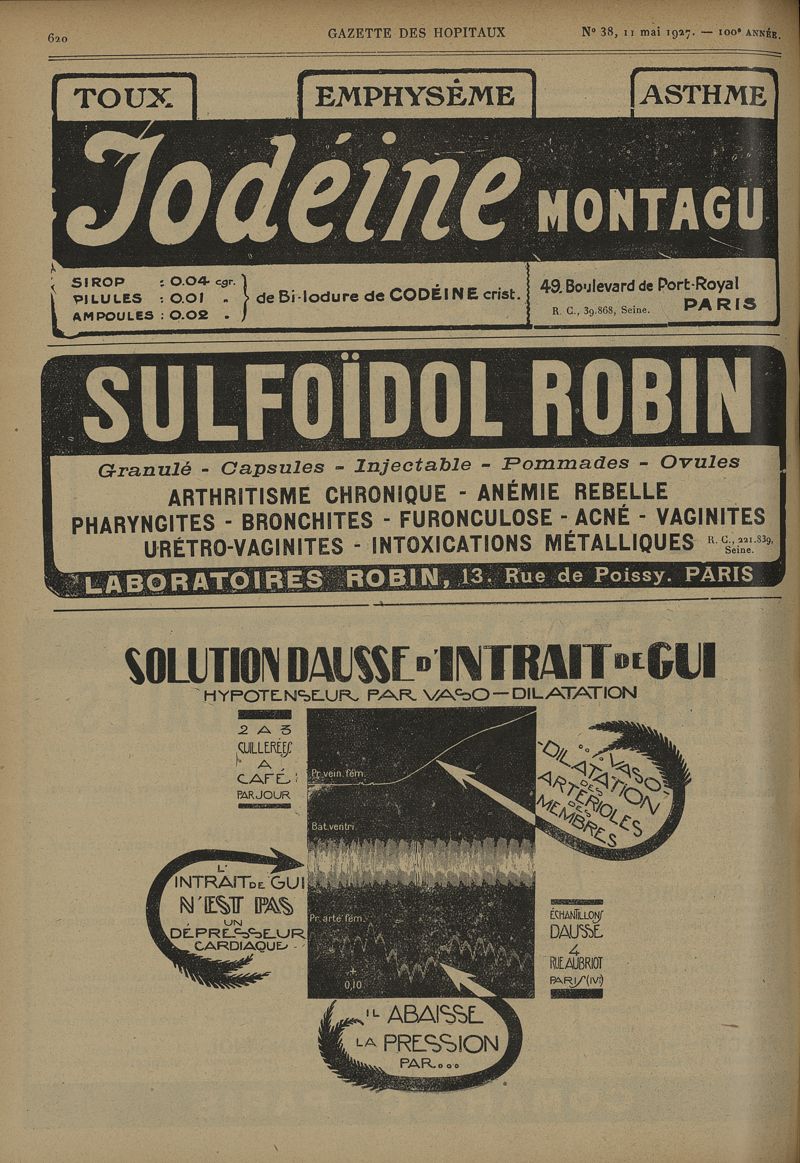 620
GAZETTE DES HOPITAUX
N° 38, 11 mai 1927. — 100e ANNÉE.
TOUX
EMPHYSÈME
ASTHME
Iodéine MONTAGU
SIROP : 0.04 cgr.
PILULES : 0.01 "
AMPOULES : 0.02 "
de Bi-Iodure de CODÉINE crist.
49, Boulevard de Port-Royal
R. C., 39.868, Seine. PARIS
SULFOÏDOL ROBIN
Granulé - Capsules - Injectable - Pommades - Ovules
ARTHRITISME CHRONIQUE - ANÉMIE REBELLE
PHARYNGITES - BRONCHITES - FURONCULOSE - ACNÉ - VAGINITES
URÉTRO-VAGINITES - INTOXICATIONS MÉTALLIQUES R. C., 221.839, Seine.
LABORATOIRES ROBIN, 13. Rue de Poissy. PARIS
SOLUTION DAUSSE D'INTRAIT DE GUI
HYPOTENSEUR PAR VASO—DILATATION
2 A 3
CUILLERÉES
A
CAFÉ
PAR JOUR
Pr. vein. fém.
.... VASO-
-DILATATION
DES
ARTÉRIOLES
DES
MEMBRES
Bat. ventri.
L'
INTRAIT DE GUI
N'EST PAS
UN
DÉPRESSEUR
CARDIAQUE - -
Pr. arté fém.
+
0,10
ÉCHANTILLONS
DAUSSE
4
RUE AUBRIOT
PARIS (IVe)
IL ABAISSE
LA PRESSION
PAR...